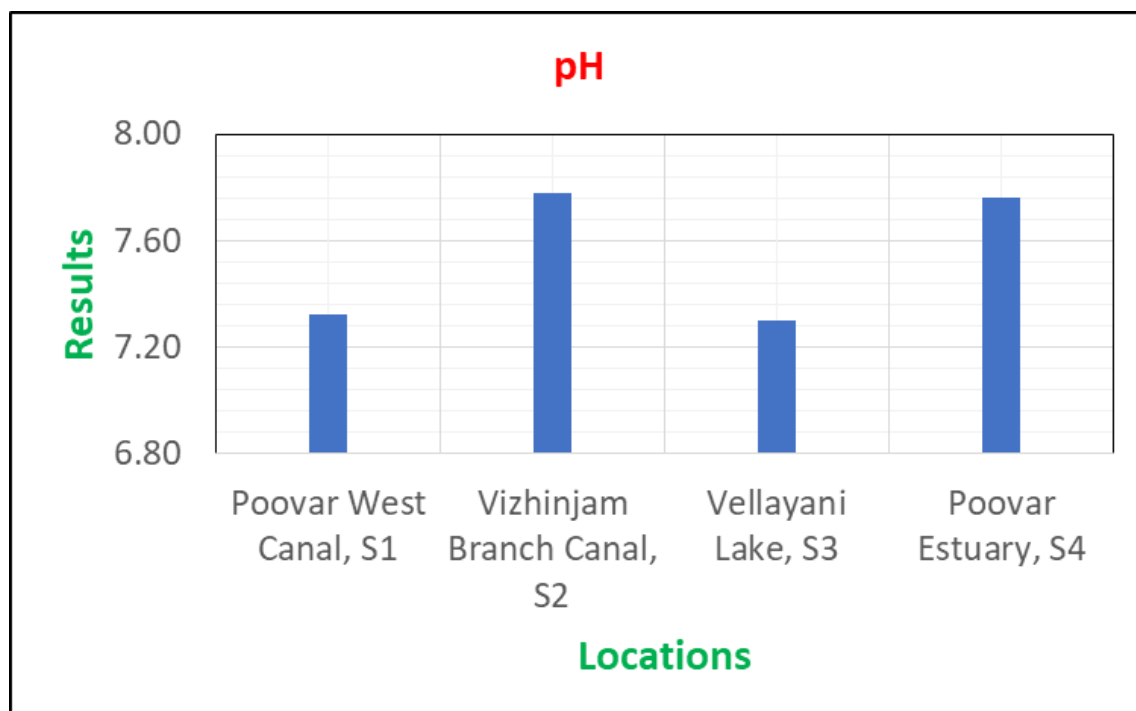 pH
8.00
7.60
7.20
6.80
Results
Poovar West
Canal, S1
Vizhinjam
Branch Canal,
S2
Vellayani
Lake, S3
Poovar
Estuary, S4
Locations